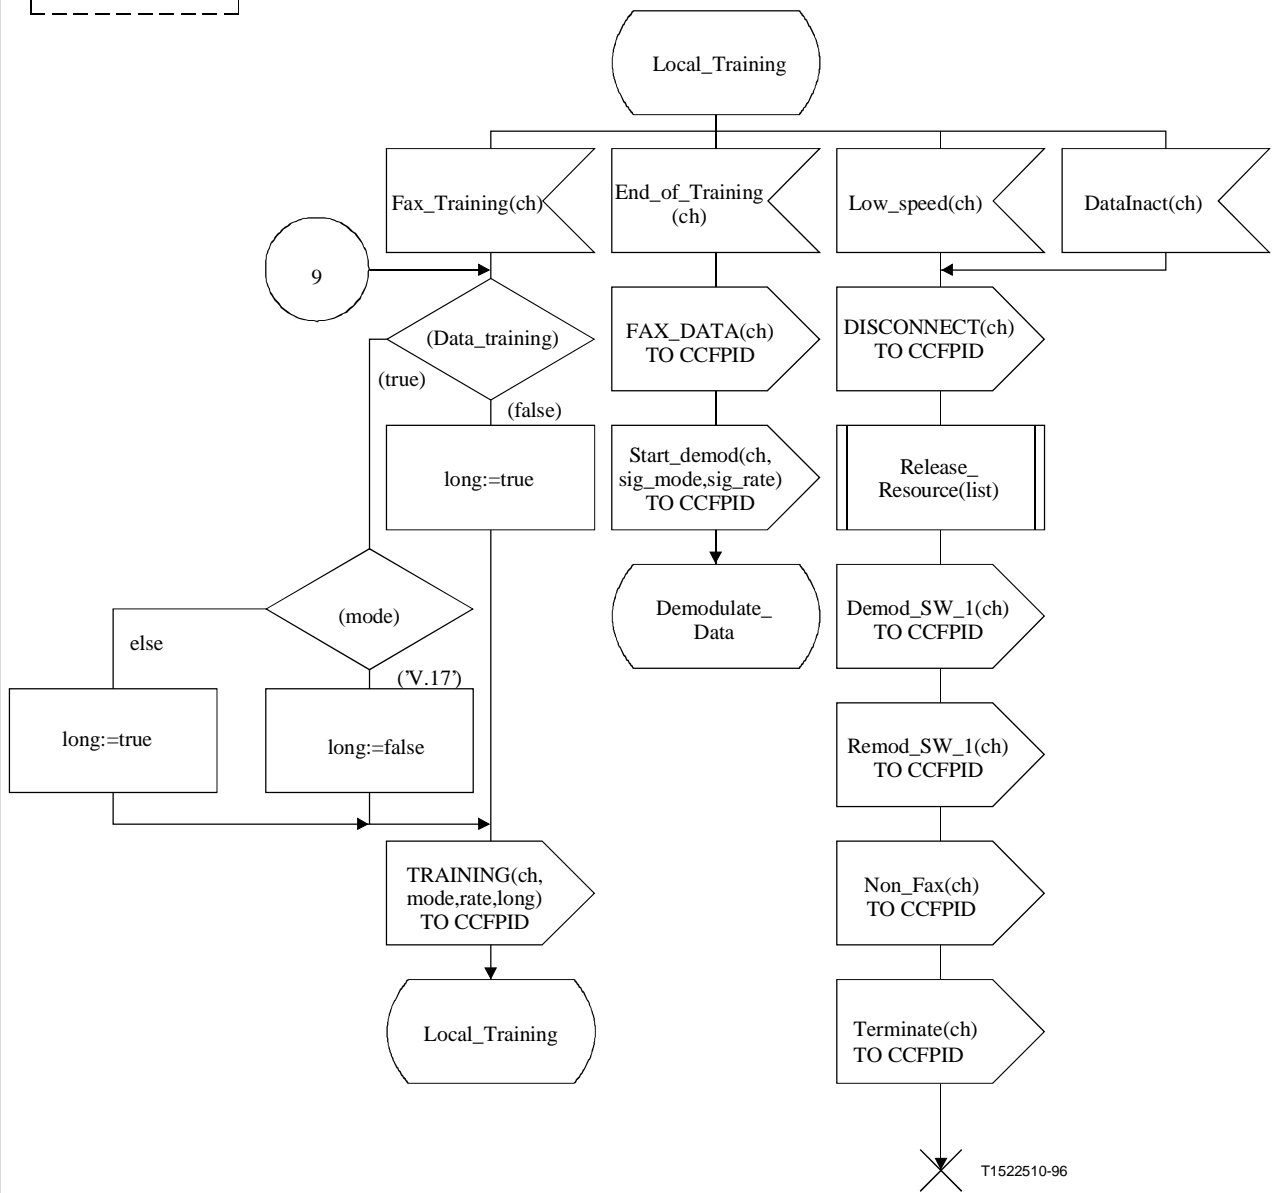 Local_Training
Fax_Training(ch)
End_of_Training
(ch)
Low_speed(ch)
DataInact(ch)
9
(Data_training)
(true)
(false)
FAX_DATA(ch)
TO CCFPID
DISCONNECT(ch)
TO CCFPID
long:=true
Start_demod(ch,
sig_mode,sig_rate)
TO CCFPID
Release_
Resource(list)
(mode)
else
('V.17')
Demodulate_
Data
Demod_SW_1(ch)
TO CCFPID
long:=true
long:=false
Remod_SW_1(ch)
TO CCFPID
TRAINING(ch,
mode,rate,long)
TO CCFPID
Non_Fax(ch)
TO CCFPID
Local_Training
Terminate(ch)
TO CCFPID
T1522510-96